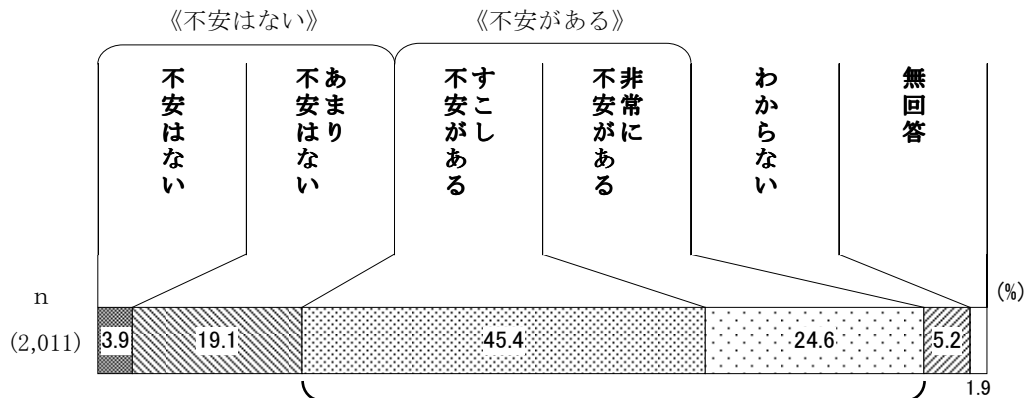 《不安はない》
《不安がある》
不安はない
あまり
不安はない
すこし
不安がある
非常に
不安がある
わからない
無回答
(%)
n
(2,011)
3.9
19.1
45.4
24.6
5.2
1.9